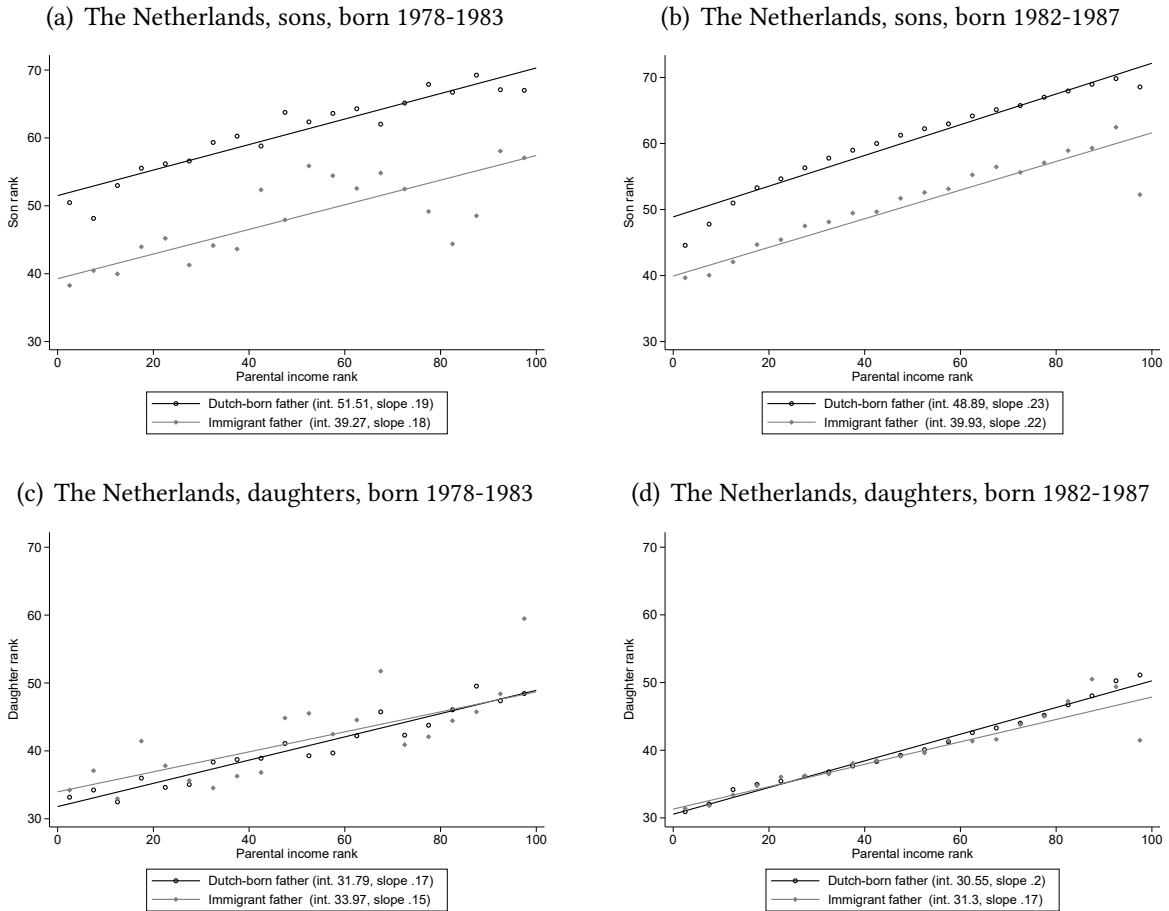 (a) The Netherlands, sons, born 1978-1983
70
60
50
40
30
Son rank
0 20 40 60 80 100
Parental income rank
Dutch-born father (int. 51.51, slope .19)
Immigrant father (int. 39.27, slope .18)
(b) The Netherlands, sons, born 1982-1987
70
60
50
40
30
Son rank
0 20 40 60 80 100
Parental income rank
Dutch-born father (int. 48.89, slope .23)
Immigrant father (int. 39.93, slope .22)
(c) The Netherlands, daughters, born 1978-1983
70
60
50
40
30
Daughter rank
0 20 40 60 80 100
Parental income rank
Dutch-born father (int. 31.79, slope .17)
Immigrant father (int. 33.97, slope .15)
(d) The Netherlands, daughters, born 1982-1987
70
60
50
40
30
Daughter rank
0 20 40 60 80 100
Parental income rank
Dutch-born father (int. 30.55, slope .2)
Immigrant father (int. 31.3, slope .17)